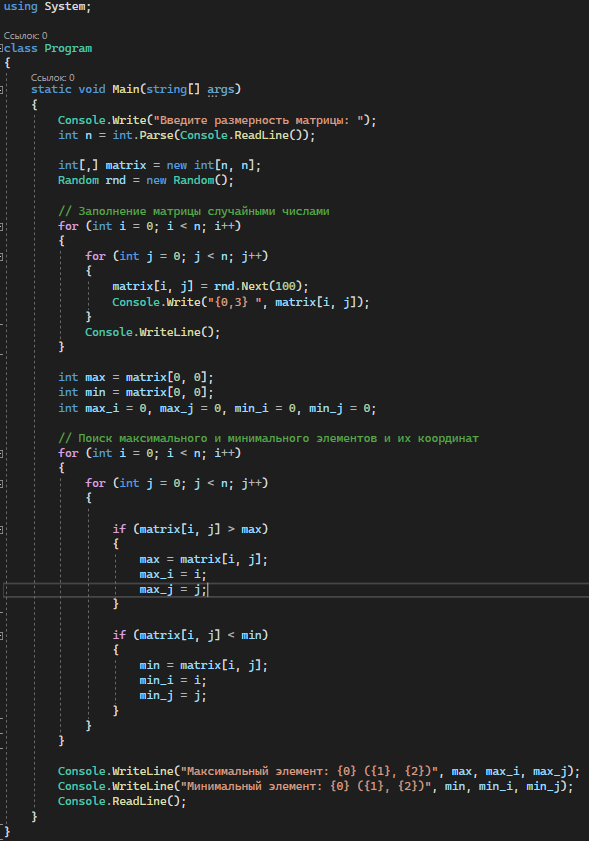 using System;
Ссылок: 0
class Program
{
Ссылок: 0
static void Main(string[] args)
{
Console.Write("Введите размерность матрицы: ");
int n = int.Parse(Console.ReadLine());
int[,] matrix = new int[n, n];
Random rnd = new Random();
// Заполнение матрицы случайными числами
for (int i = 0; i < n; i++)
{
for (int j = 0; j < n; j++)
{
matrix[i, j] = rnd.Next(100);
Console.Write("{0,3} ", matrix[i, j]);
}
Console.WriteLine();
}
int max = matrix[0, 0];
int min = matrix[0, 0];
int max_i = 0, max_j = 0, min_i = 0, min_j = 0;
// Поиск максимального и минимального элементов и их координат
for (int i = 0; i < n; i++)
{
for (int j = 0; j < n; j++)
{
if (matrix[i, j] > max)
{
max = matrix[i, j];
max_i = i;
max_j = j;
}
if (matrix[i, j] < min)
{
min = matrix[i, j];
min_i = i;
min_j = j;
}
}
}
Console.WriteLine("Максимальный элемент: {0} ({1}, {2})", max, max_i, max_j);
Console.WriteLine("Минимальный элемент: {0} ({1}, {2})", min, min_i, min_j);
Console.ReadLine();
}
}